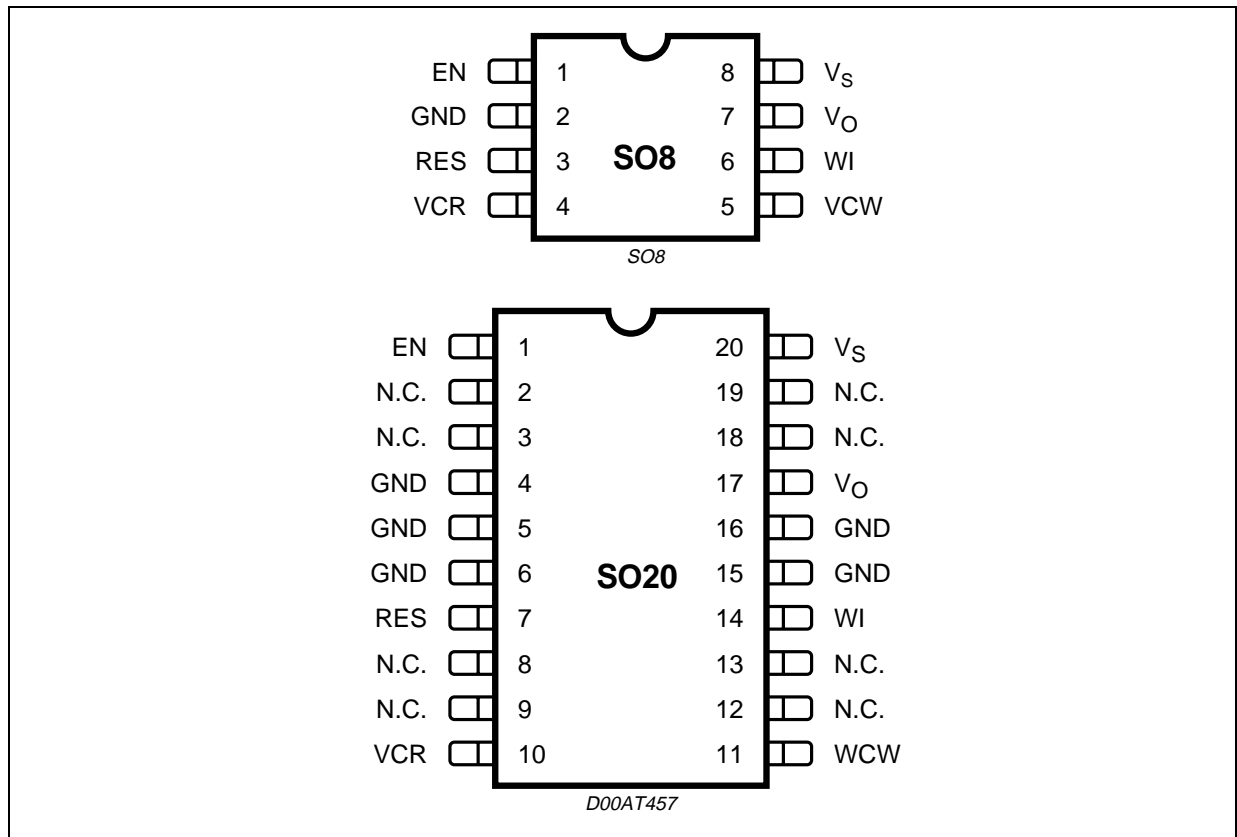 EN 1 8 VS
GND 2 7 VO
RES 3 SO8 6 WI
VCR 4 5 VCW
SO8
EN 1 20 VS
N.C. 2 19 N.C.
N.C. 3 18 N.C.
GND 4 17 VO
GND 5 16 GND
GND 6 SO20 15 GND
RES 7 14 WI
N.C. 8 13 N.C.
N.C. 9 12 N.C.
VCR 10 11 WCW
D00AT457